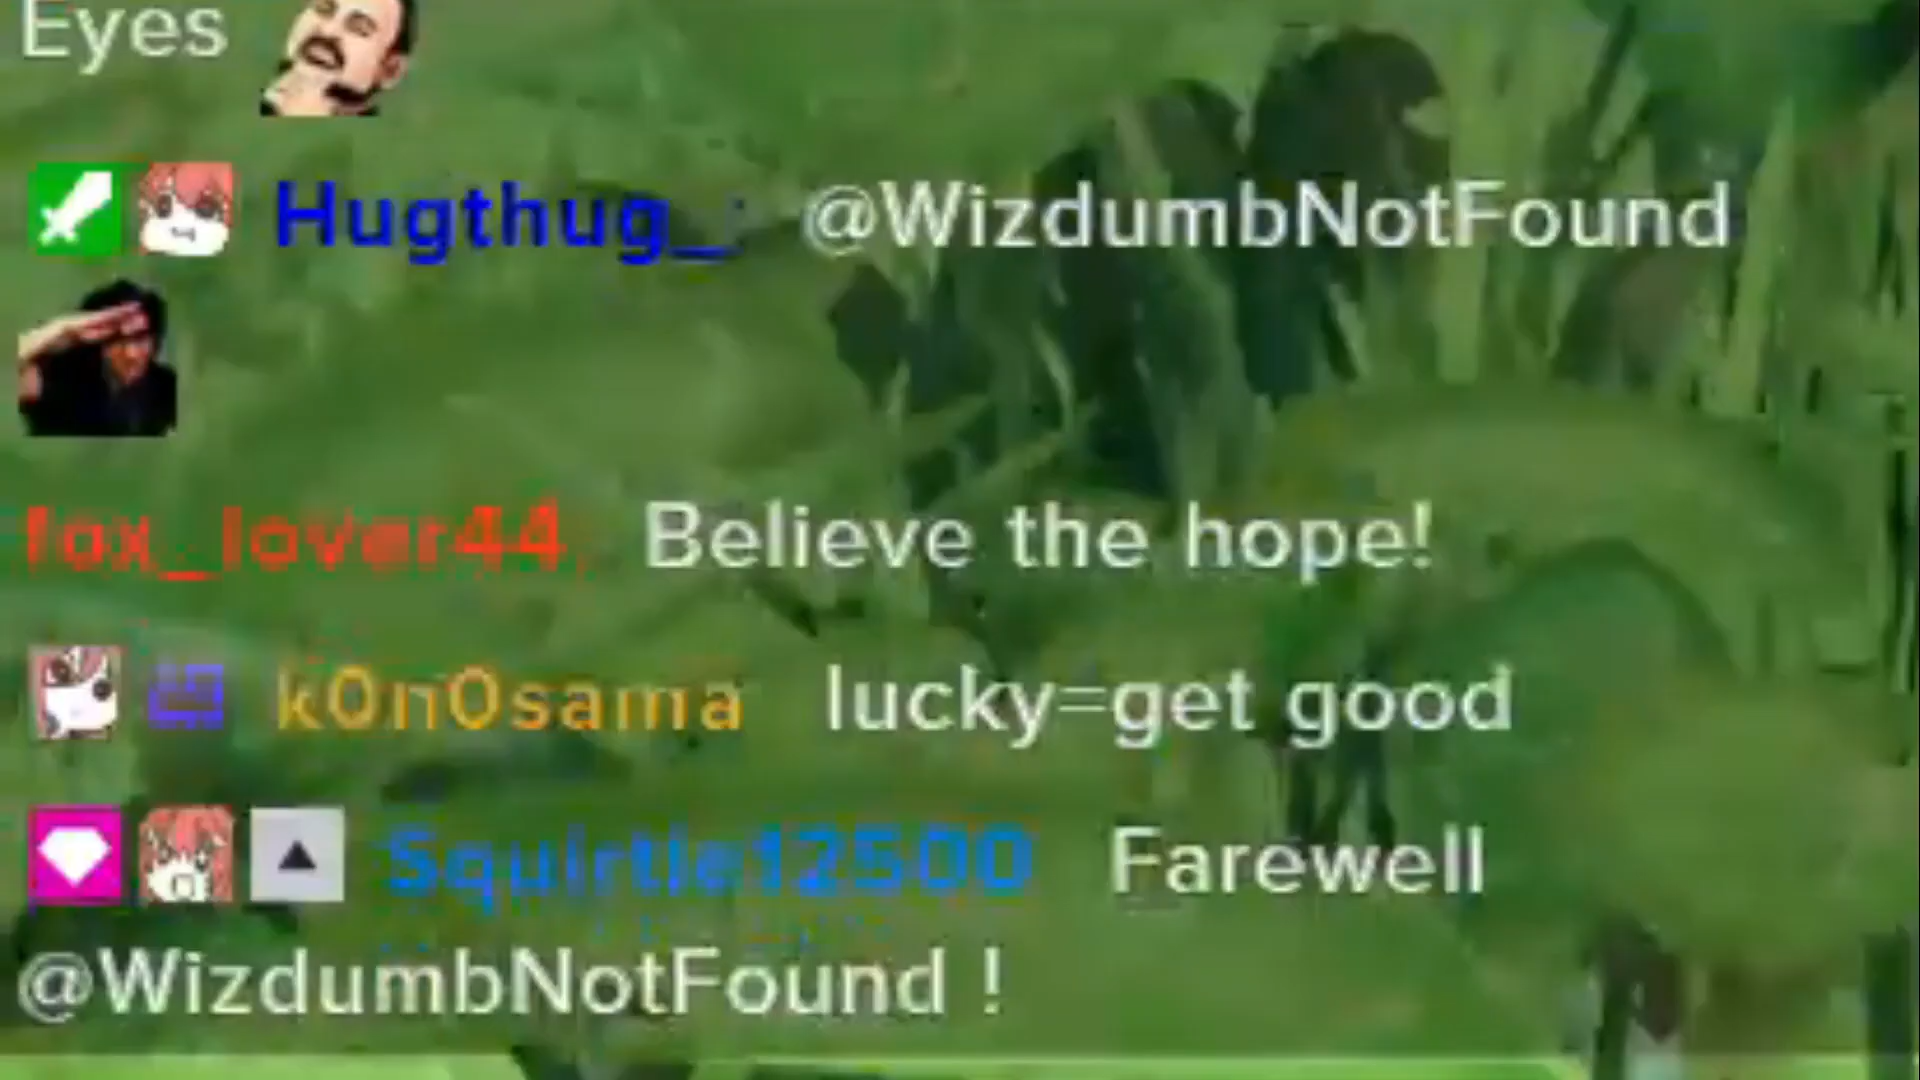 Eyes
Hugthug_: @WizdumbNotFound
fox_lover44 Believe the hope!
k0n0sama lucky=get good
Squirtle12500 Farewell
@WizdumbNotFound !